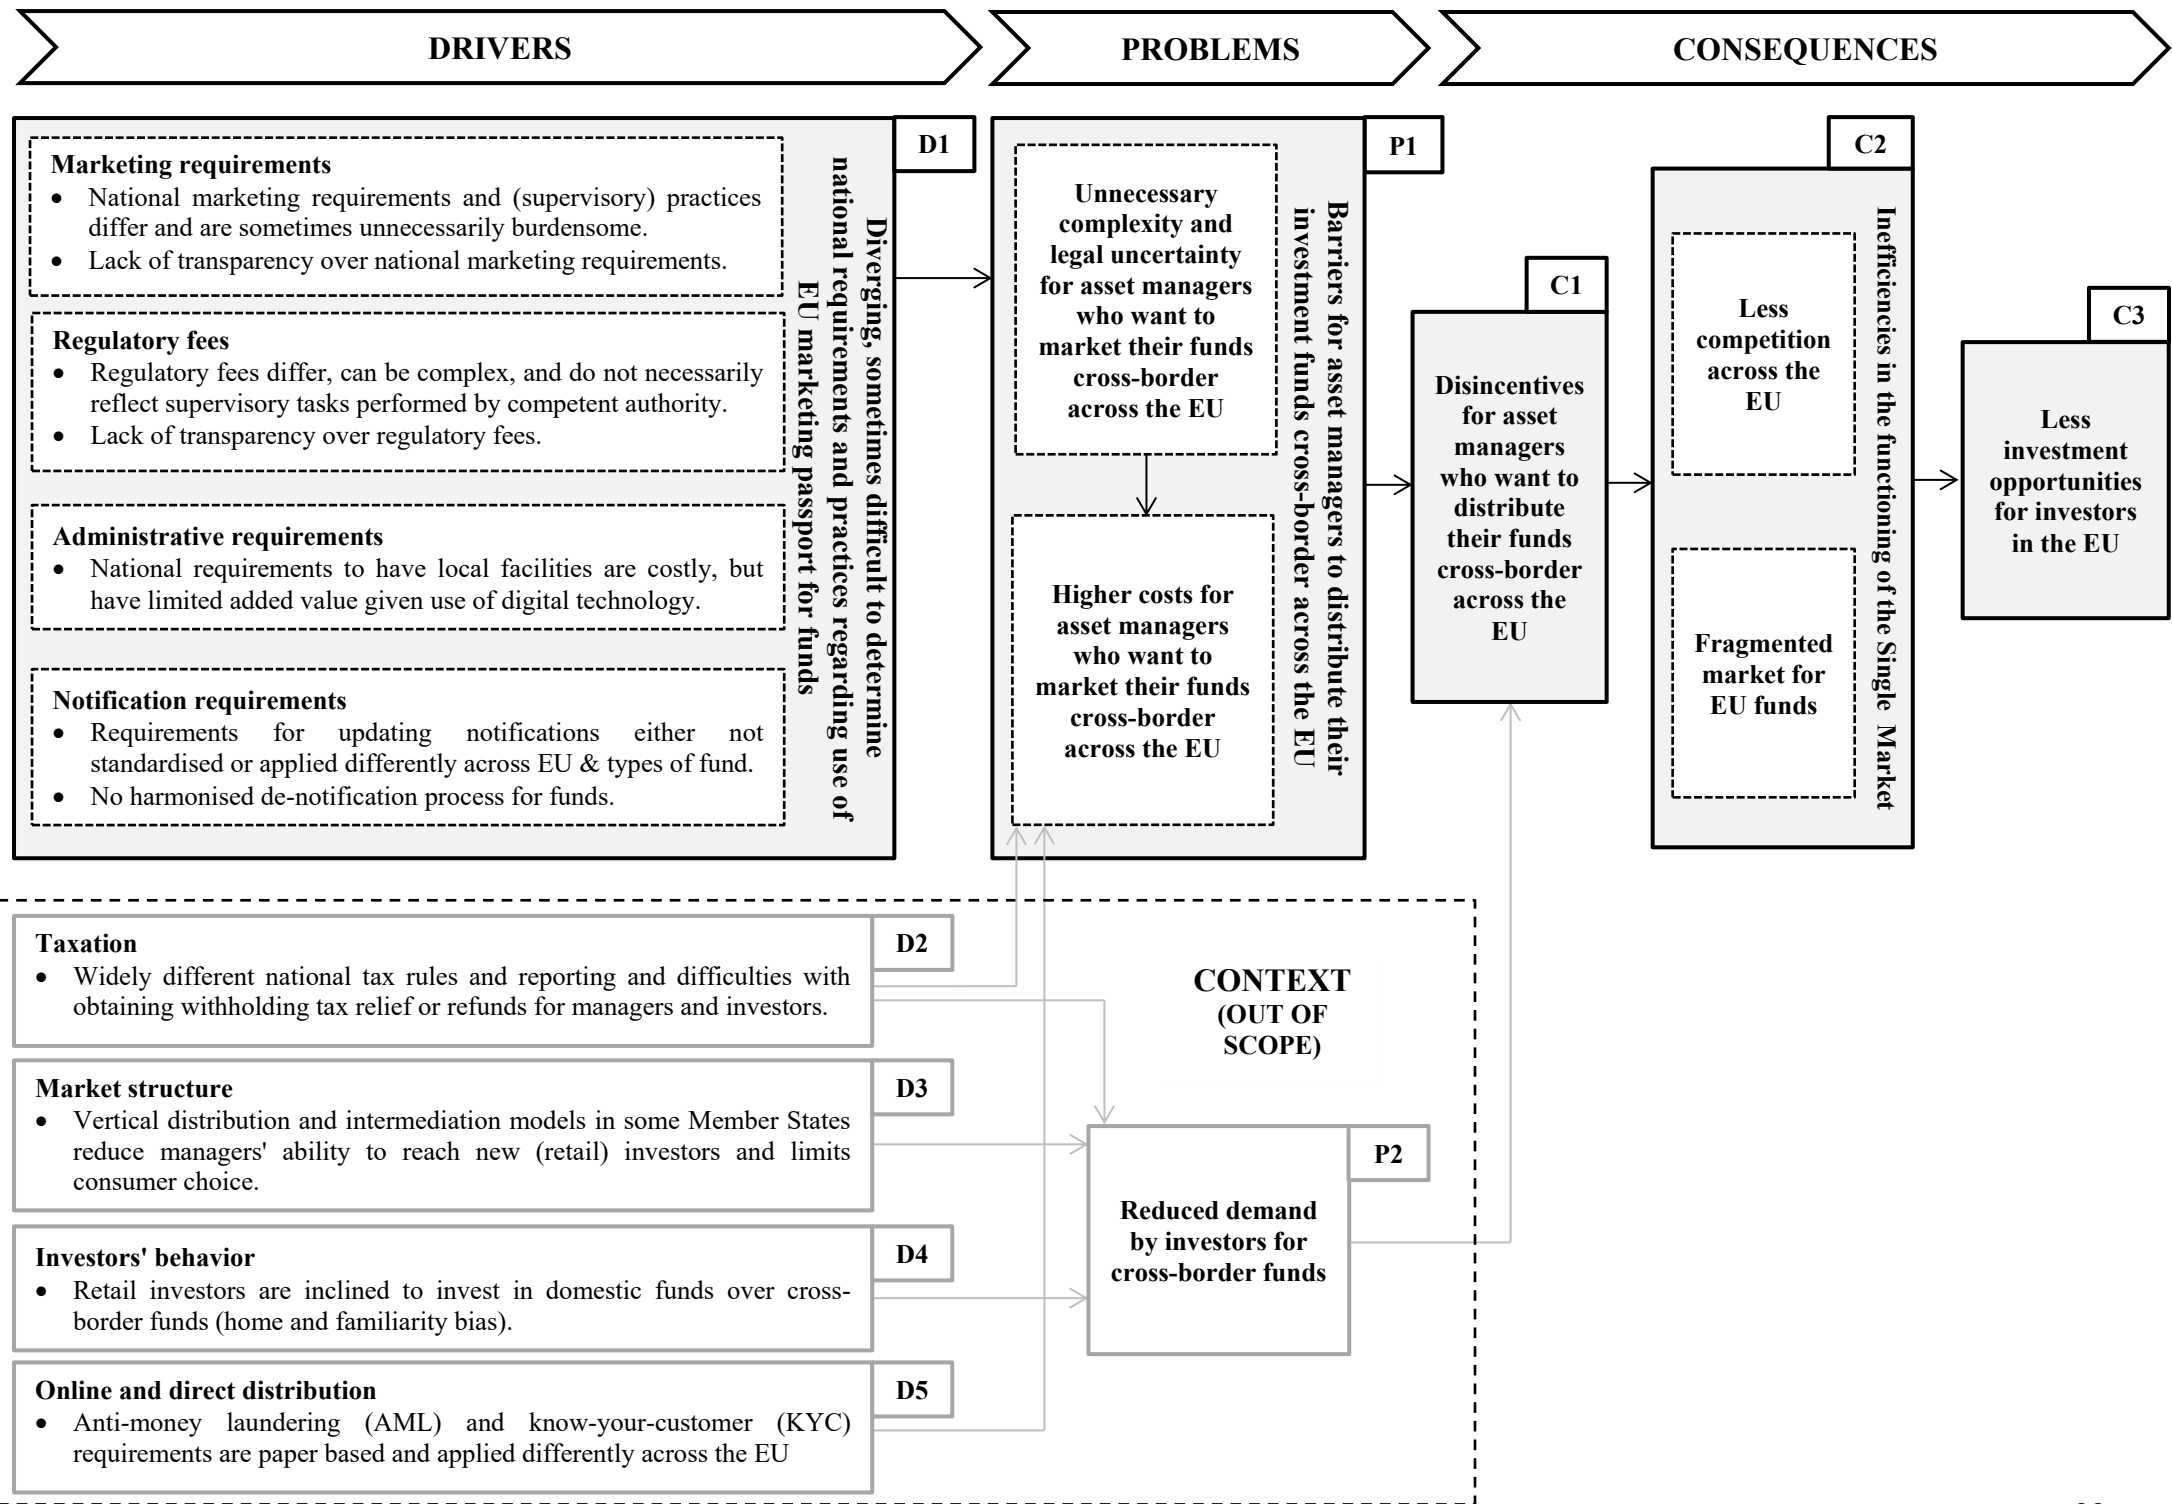 DRIVERS
PROBLEMS
CONSEQUENCES
D1
Marketing requirements
• National marketing requirements and (supervisory) practices
differ and are sometimes unnecessarily burdensome.
• Lack of transparency over national marketing requirements.
Regulatory fees
• Regulatory fees differ, can be complex, and do not necessarily
reflect supervisory tasks performed by competent authority.
• Lack of transparency over regulatory fees.
Administrative requirements
• National requirements to have local facilities are costly, but
have limited added value given use of digital technology.
Notification requirements
• Requirements for updating notifications either not
standardised or applied differently across EU & types of fund.
• No harmonised de-notification process for funds.
Diverging, sometimes difficult to determine
national requirements and practices regarding use of
EU marketing passport for funds
P1
Unnecessary
complexity and
legal uncertainty
for asset managers
who want to
market their funds
cross-border
across the EU
Higher costs for
asset managers
who want to
market their funds
cross-border
across the EU
Barriers for asset managers to distribute their
investment funds cross-border across the EU
C1
Disincentives
for asset
managers
who want to
distribute
their funds
cross-border
across the
EU
C2
Less
competition
across the
EU
Fragmented
market for
EU funds
Inefficiencies in the functioning of the Single Market
C3
Less
investment
opportunities
for investors
in the EU
D2
Taxation
• Widely different national tax rules and reporting and difficulties with
obtaining withholding tax relief or refunds for managers and investors.
CONTEXT
(OUT OF
SCOPE)
D3
Market structure
• Vertical distribution and intermediation models in some Member States
reduce managers' ability to reach new (retail) investors and limits
consumer choice.
P2
Reduced demand
by investors for
cross-border funds
D4
Investors' behavior
• Retail investors are inclined to invest in domestic funds over cross-
border funds (home and familiarity bias).
D5
Online and direct distribution
• Anti-money laundering (AML) and know-your-customer (KYC)
requirements are paper based and applied differently across the EU